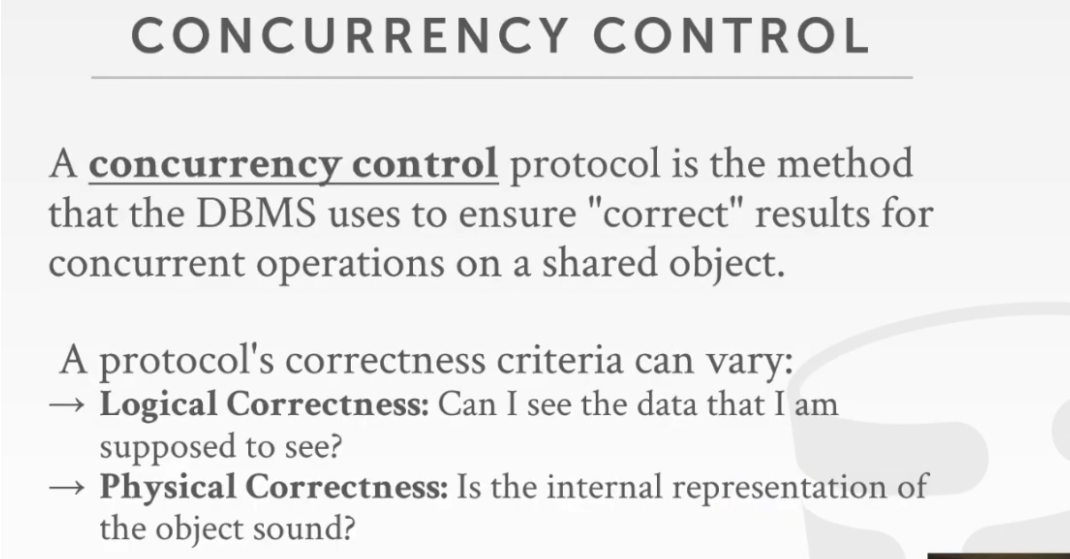 CONCURRENCY CONTROL
A concurrency control protocol is the method
that the DBMS uses to ensure "correct" results for
concurrent operations on a shared object.
A protocol's correctness criteria can vary:
→ Logical Correctness: Can I see the data that I am
supposed to see?
→ Physical Correctness: Is the internal representation of
the object sound?